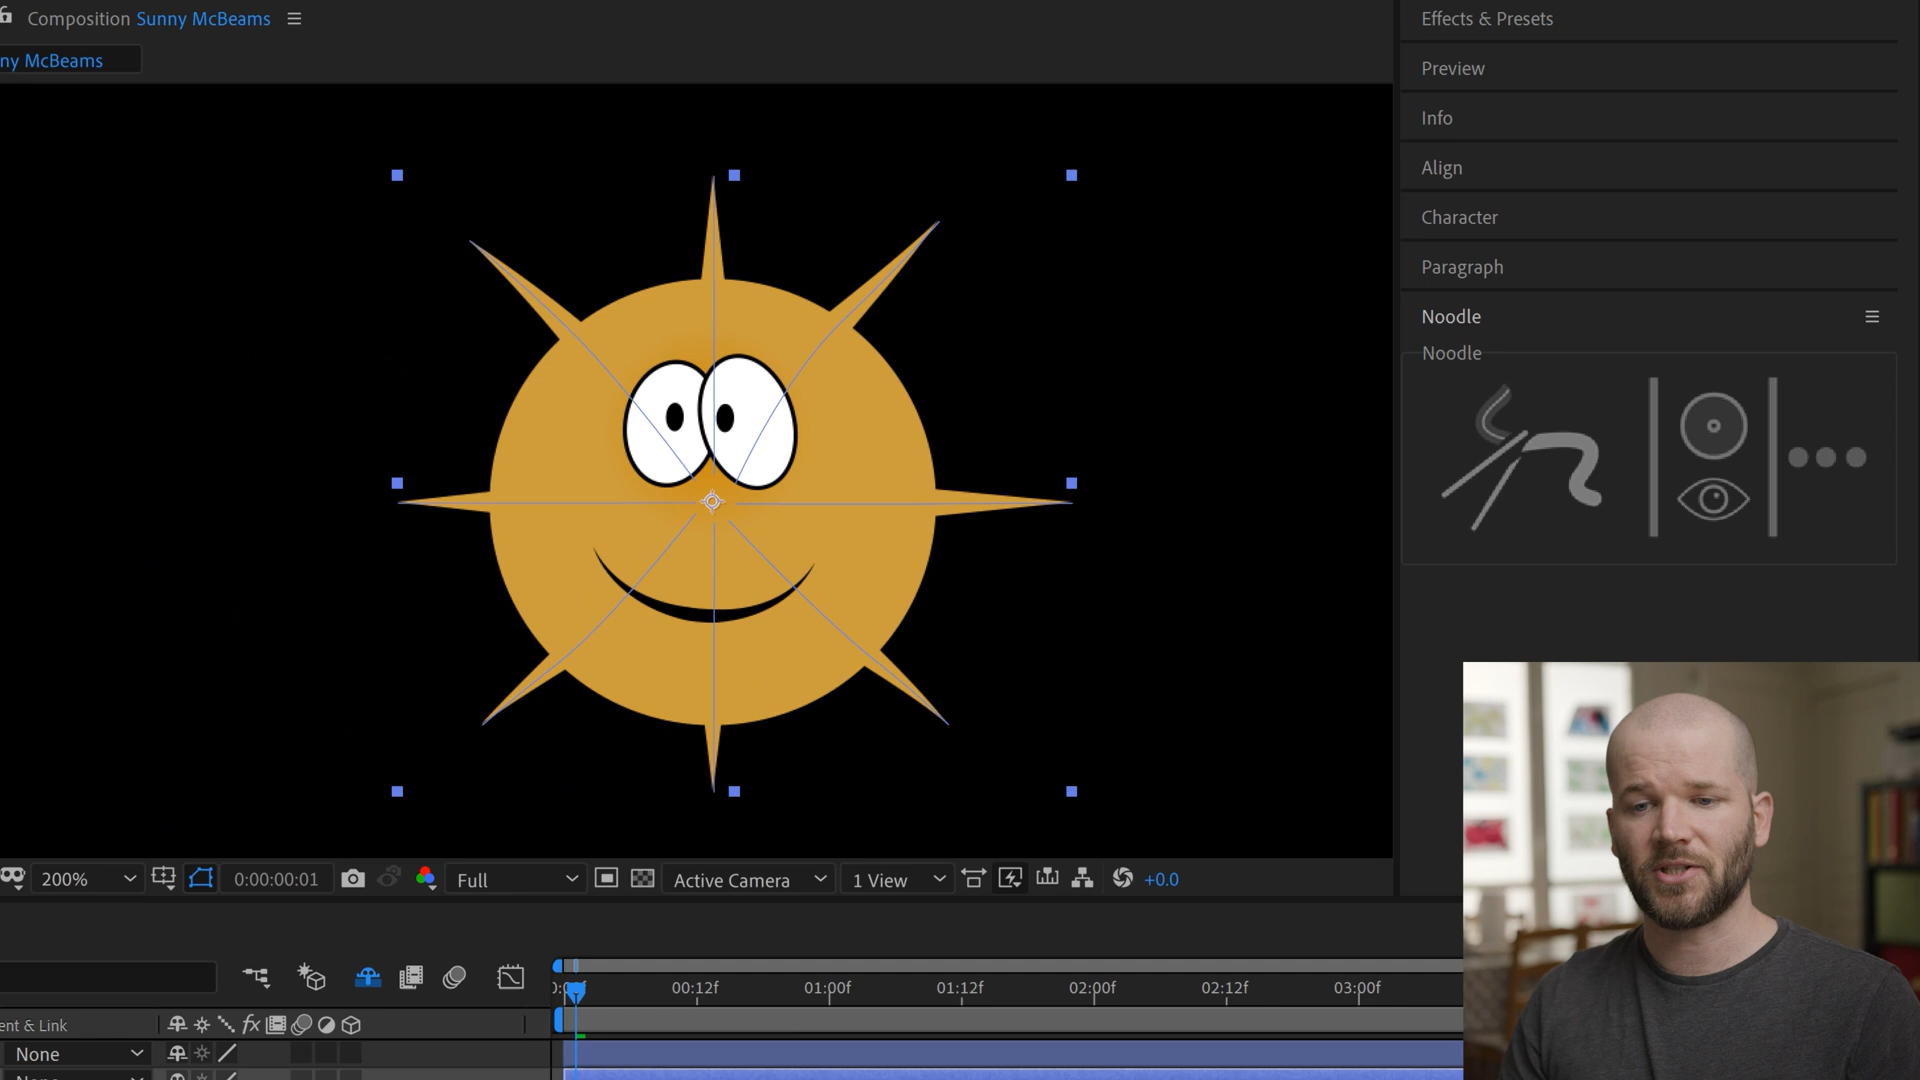 Composition Sunny McBeams
ny McBeams
Effects & Presets
Preview
Info
Align
Character
Paragraph
Noodle
Noodle
200%
0:00:00:01
Full
Active Camera
1 View
+0.0
00:12f
01:00f
01:12f
02:00f
02:12f
03:00f
ent & Link
fx
None